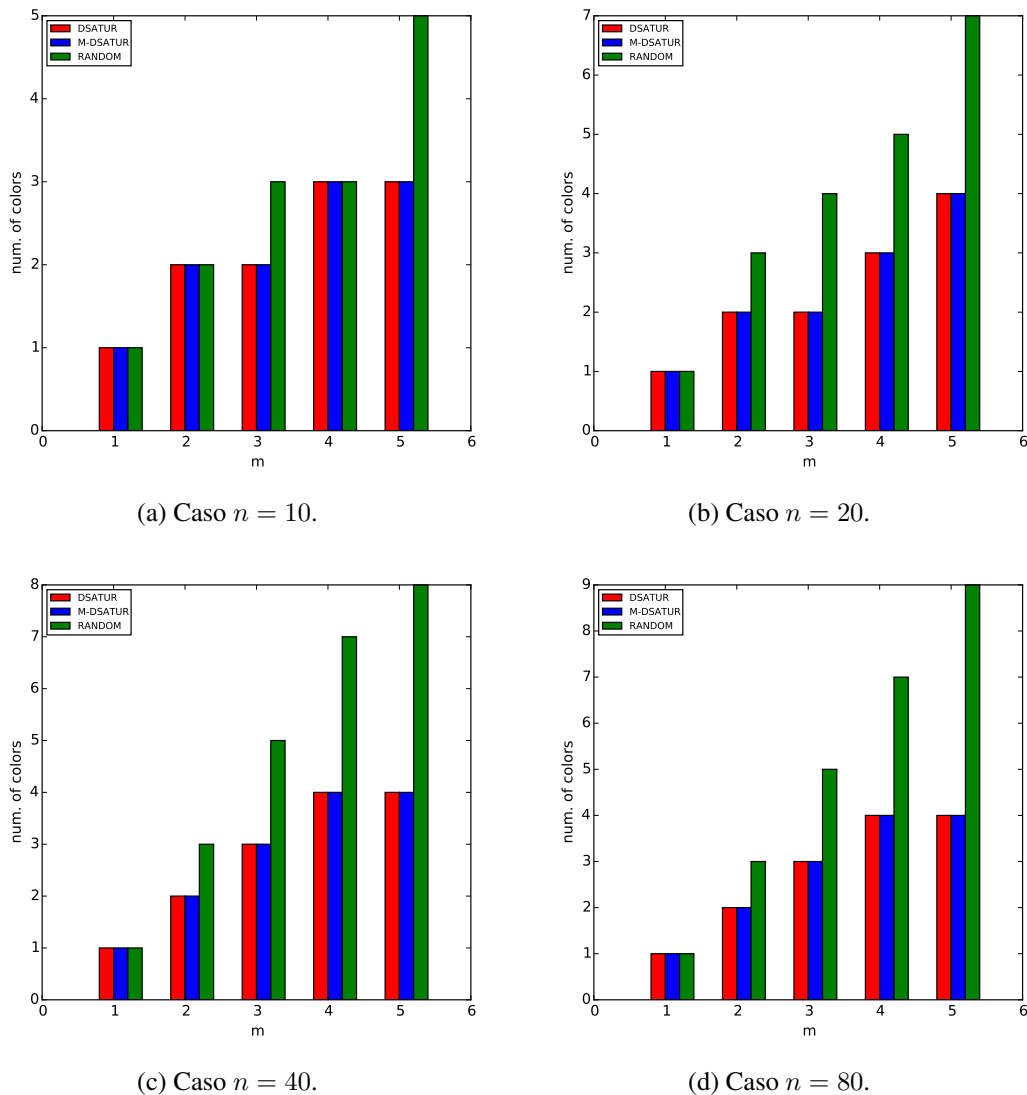 5
4
3
2
1
0
num. of colors
DSATUR
M-DSATUR
RANDOM
0 1 2 3 4 5 6
m
(a) Caso n = 10.
7
6
5
4
3
2
1
0
num. of colors
DSATUR
M-DSATUR
RANDOM
0 1 2 3 4 5 6
m
(b) Caso n = 20.
8
7
6
5
4
3
2
1
0
num. of colors
DSATUR
M-DSATUR
RANDOM
0 1 2 3 4 5 6
m
(c) Caso n = 40.
9
8
7
6
5
4
3
2
1
0
num. of colors
DSATUR
M-DSATUR
RANDOM
0 1 2 3 4 5 6
m
(d) Caso n = 80.